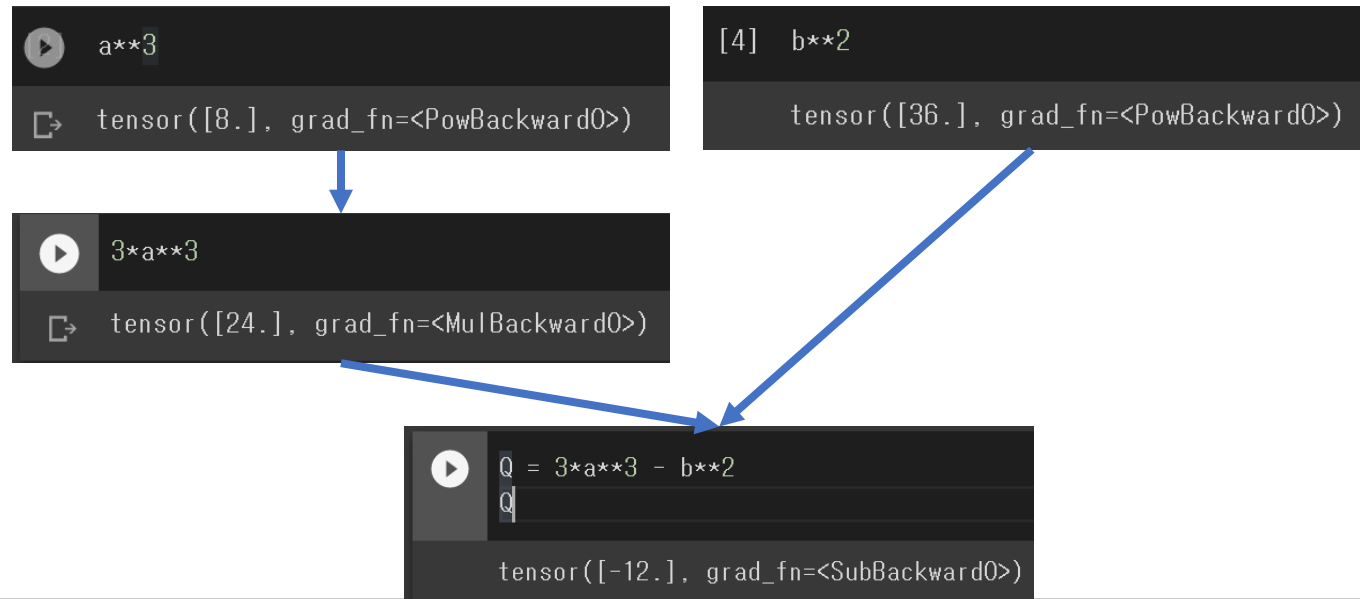 a**3
tensor([8.], grad_fn=<PowBackward0>)
[4] b**2
tensor([36.], grad_fn=<PowBackward0>)
3*a**3
tensor([24.], grad_fn=<MulBackward0>)
Q = 3*a**3 - b**2
Q
tensor([-12.], grad_fn=<SubBackward0>)